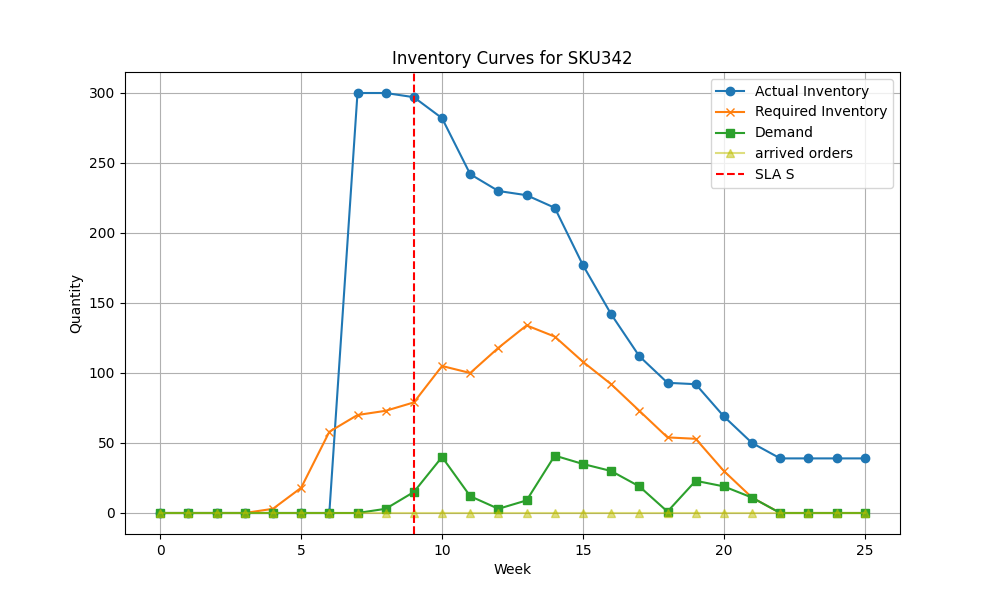 Inventory Curves for SKU342
Actual Inventory
Required Inventory
Demand
arrived orders
SLA S
300
250
200
150
100
50
0
Quantity
0 5 10 15 20 25
Week